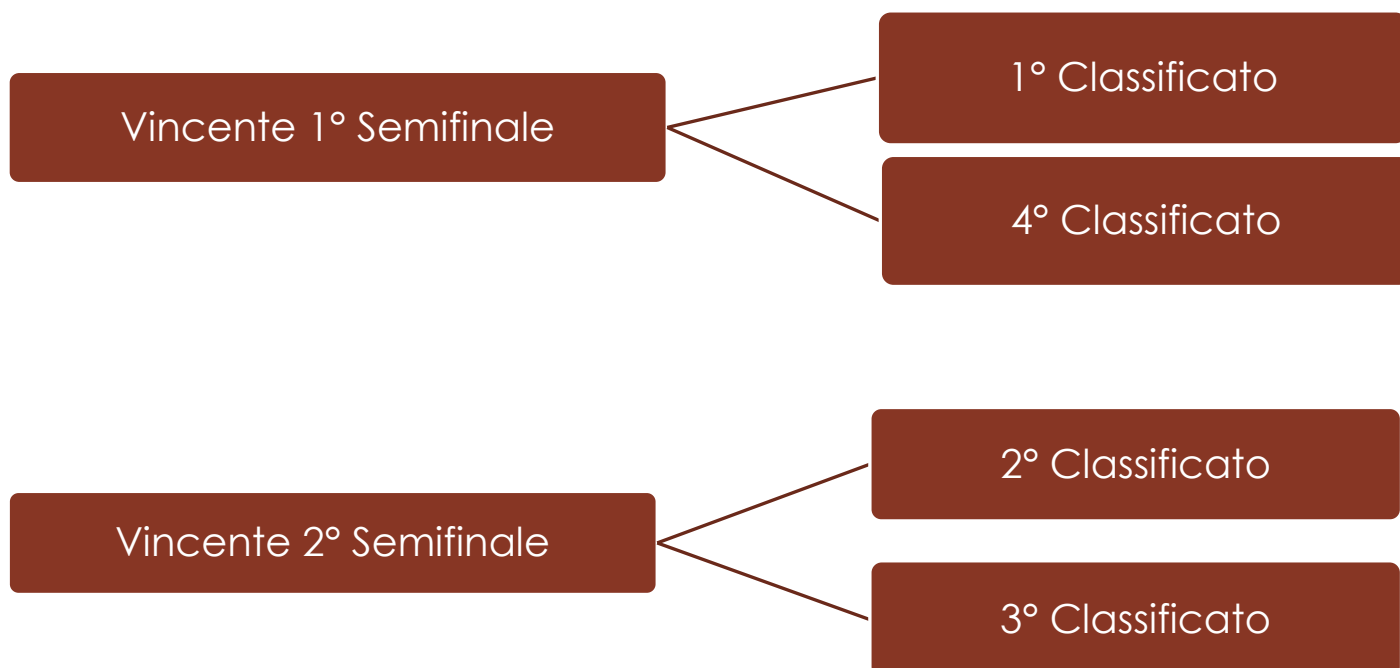 Vincente 1° Semifinale
1° Classificato
4° Classificato
Vincente 2° Semifinale
2° Classificato
3° Classificato